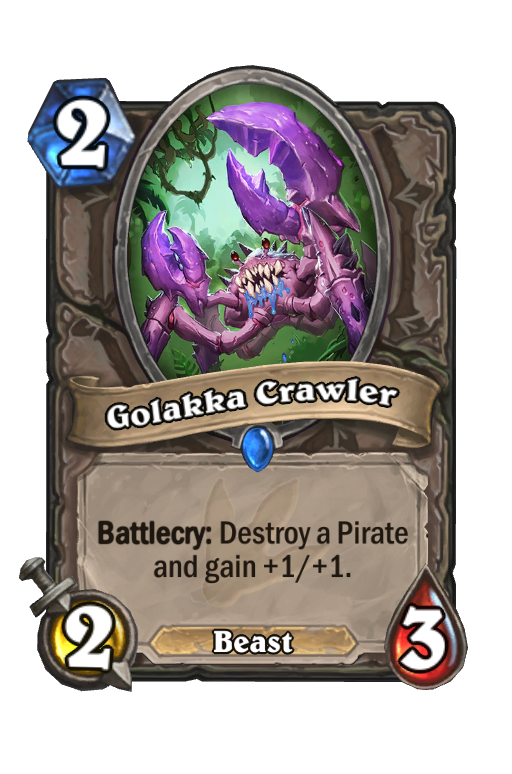 2
Golakka Crawler
Battlecry: Destroy a Pirate
and gain +1/+1.
2
Beast
3